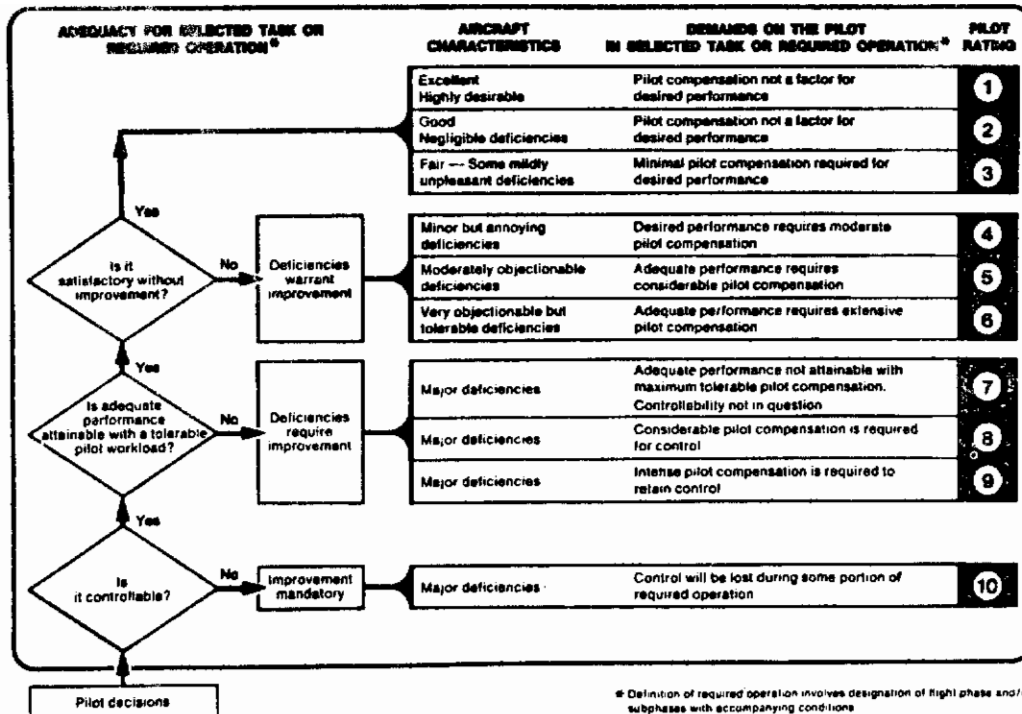 ADEQUACY FOR SELECTED TASK OR
REQUIRED OPERATION*
AIRCRAFT
CHARACTERISTICS
DEMANDS ON THE PILOT
IN SELECTED TASK OR REQUIRED OPERATION*
PILOT
RATING
Excellent
Highly desirable
Pilot compensation not a factor for
desired performance
1
Good
Negligible deficiencies
Pilot compensation not a factor for
desired performance
2
Fair — Some mildly
unpleasant deficiencies
Minimal pilot compensation required for
desired performance
3
Yes
Is it
satisfactory without
improvement?
No
Deficiencies
warrant
improvement
Minor but annoying
deficiencies
Desired performance requires moderate
pilot compensation
4
Moderately objectionable
deficiencies
Adequate performance requires
considerable pilot compensation
5
Very objectionable but
tolerable deficiencies
Adequate performance requires extensive
pilot compensation
6
Yes
Is adequate
performance
attainable with a tolerable
pilot workload?
No
Deficiencies
require
improvement
Major deficiencies
Adequate performance not attainable with
maximum tolerable pilot compensation.
Controllability not in question
7
Major deficiencies
Considerable pilot compensation is required
for control
8
Major deficiencies
Intense pilot compensation is required to
retain control
9
Yes
Is
it controllable?
No
Improvement
mandatory
Major deficiencies
Control will be lost during some portion of
required operation
10
Pilot decisions
* Definition of required operation involves designation of flight phase and/
subphases with accompanying conditions